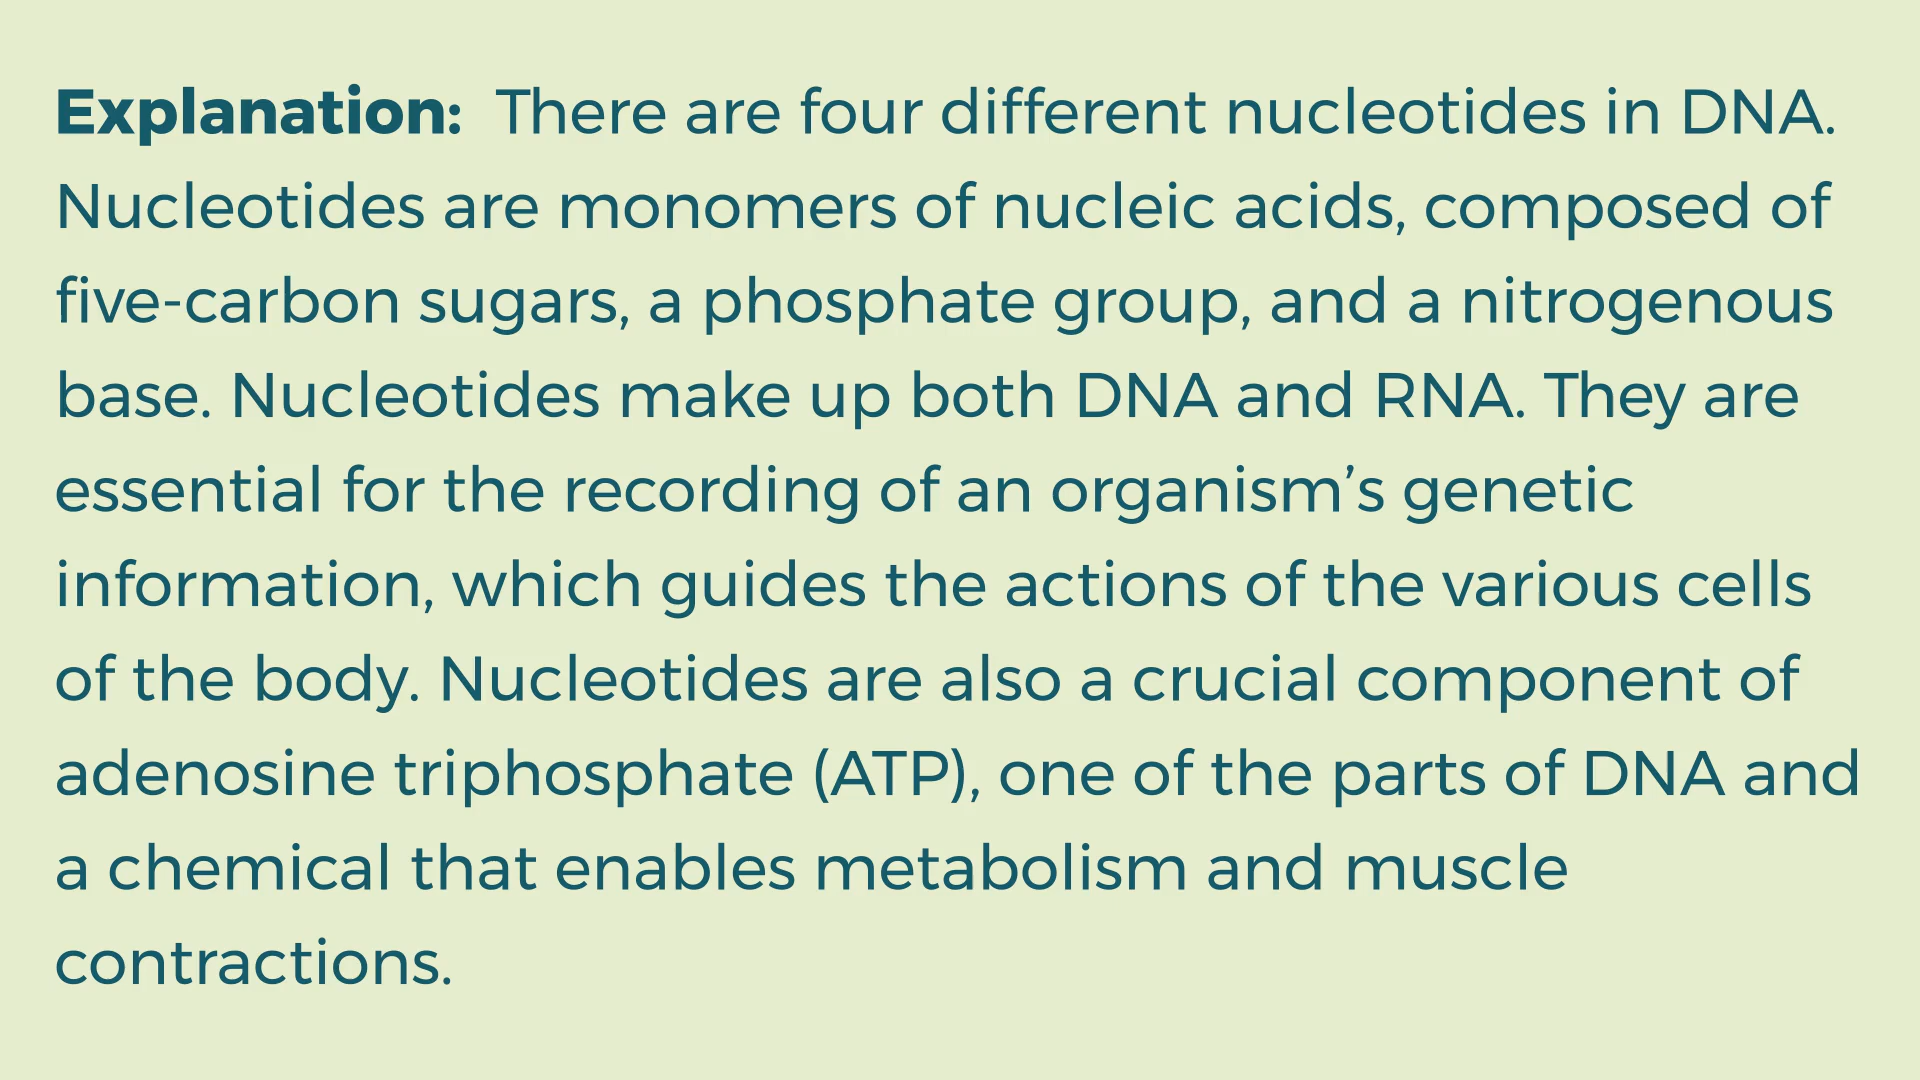 Explanation: There are four different nucleotides in DNA.
Nucleotides are monomers of nucleic acids, composed of
five-carbon sugars, a phosphate group, and a nitrogenous
base. Nucleotides make up both DNA and RNA. They are
essential for the recording of an organism’s genetic
information, which guides the actions of the various cells
of the body. Nucleotides are also a crucial component of
adenosine triphosphate (ATP), one of the parts of DNA and
a chemical that enables metabolism and muscle
contractions.